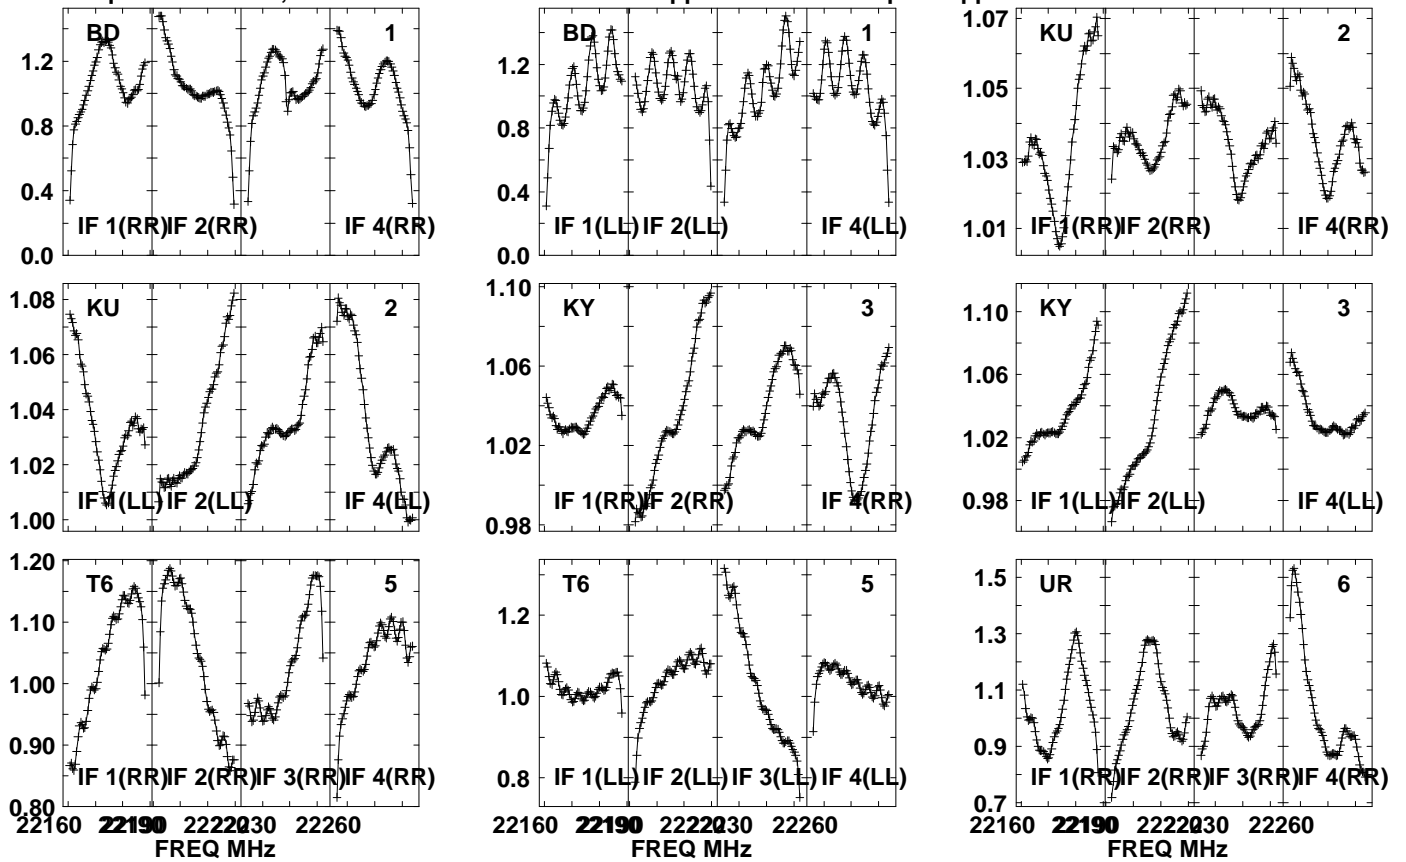 BD 1 BD 1 KU 2
1.2 1.2 1.07
0.8 0.8 1.05
0.4 0.4 1.03
0.0 0.0 1.01
IF 1(RR) IF 2(RR) IF 4(RR) IF 1(LL) IF 2(LL) IF 4(LL) IF 1(RR) IF 2(RR) IF 4(RR)
KU 2 KY 3 KY 3
1.08 1.10 1.10
1.06 1.06 1.06
1.04 1.02 1.02
1.02 0.98 0.98
1.00
IF 1(LL) IF 2(LL) IF 4(LL) IF 1(RR) IF 2(RR) IF 4(RR) IF 1(LL) IF 2(LL) IF 4(LL)
T6 5 T6 5 UR 6
1.20 1.2 1.5
1.10 1.0 1.3
1.00 0.8 1.1
0.90 0.9
0.80 0.7
IF 1(RR) IF 2(RR) IF 3(RR) IF 4(RR) IF 1(LL) IF 2(LL) IF 3(LL) IF 4(LL) IF 1(RR) IF 2(RR) IF 3(RR) IF 4(RR)
22160 22190 22220 22230 22260 22160 22190 22220 22230 22260 22160 22190 22220 22230 22260
FREQ MHz FREQ MHz FREQ MHz